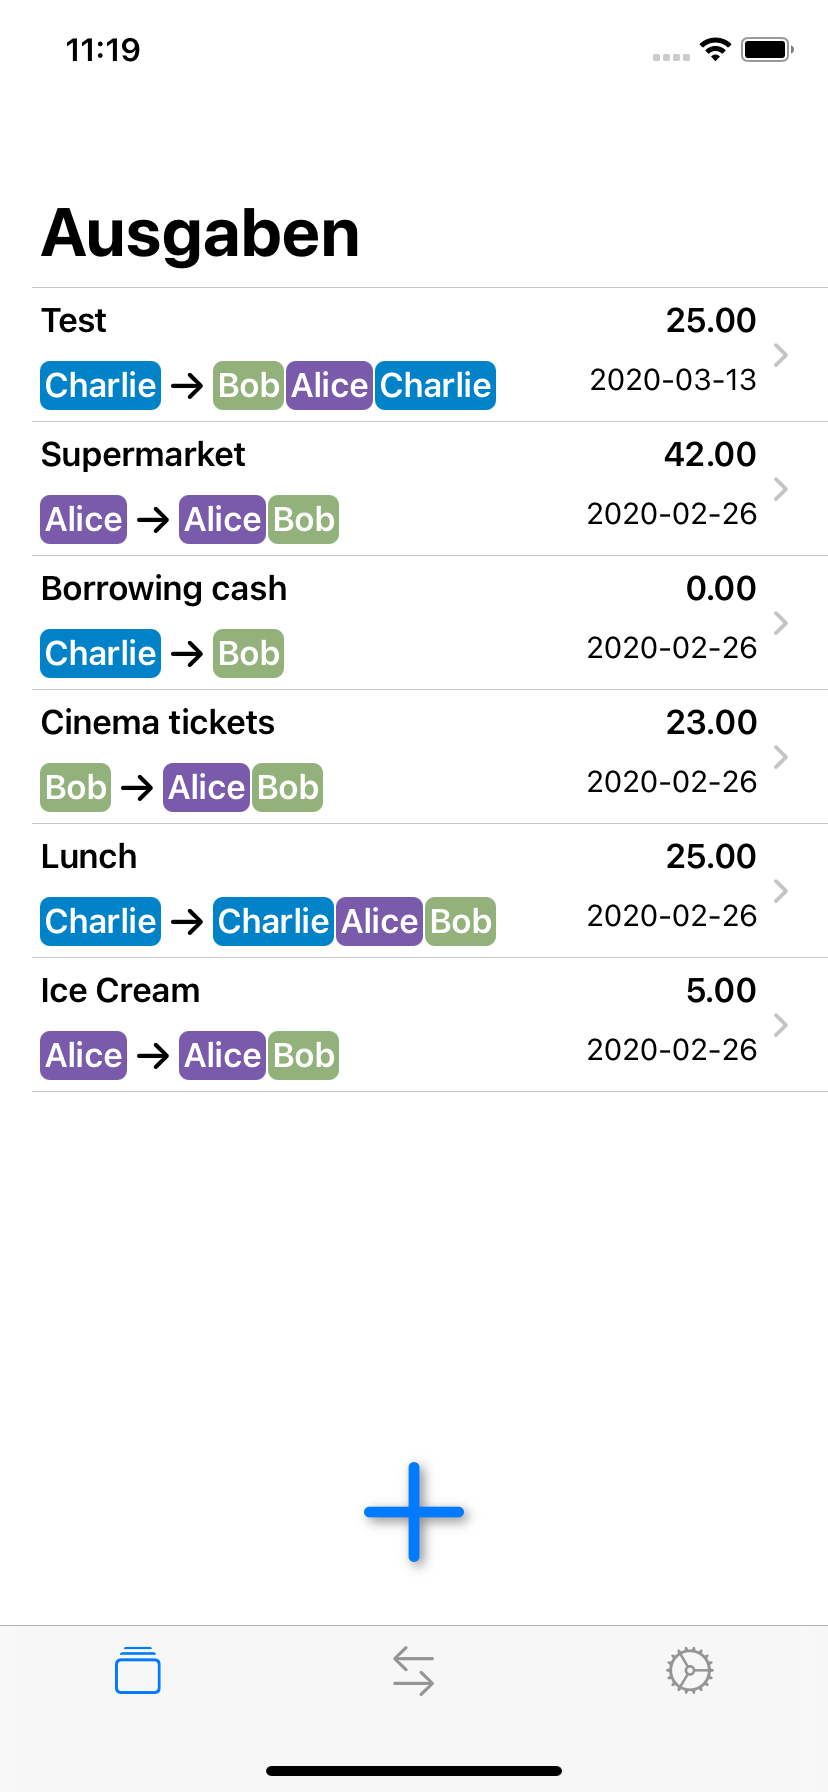 11:19
Ausgaben
Test 25.00
Charlie → Bob Alice Charlie 2020-03-13
Supermarket 42.00
Alice → Alice Bob 2020-02-26
Borrowing cash 0.00
Charlie → Bob 2020-02-26
Cinema tickets 23.00
Bob → Alice Bob 2020-02-26
Lunch 25.00
Charlie → Charlie Alice Bob 2020-02-26
Ice Cream 5.00
Alice → Alice Bob 2020-02-26